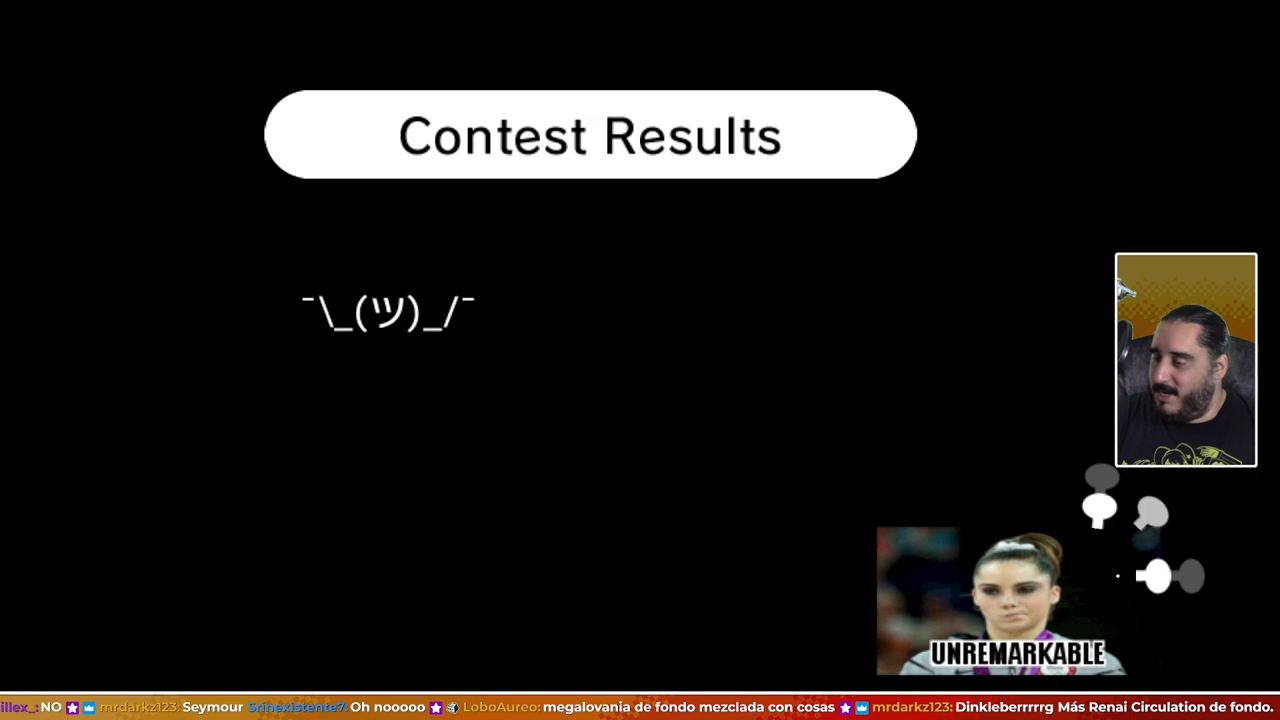 Contest Results
¯\_(ツ)_/¯
UNREMARKABLE
illex_: NO mrdarkz123: Seymour Srinexistente7: Oh nooooo LoboAureo: megalovania de fondo mezclada con cosas mrdarkz123: Dinkleberrrrrg Más Renai Circulation de fondo.